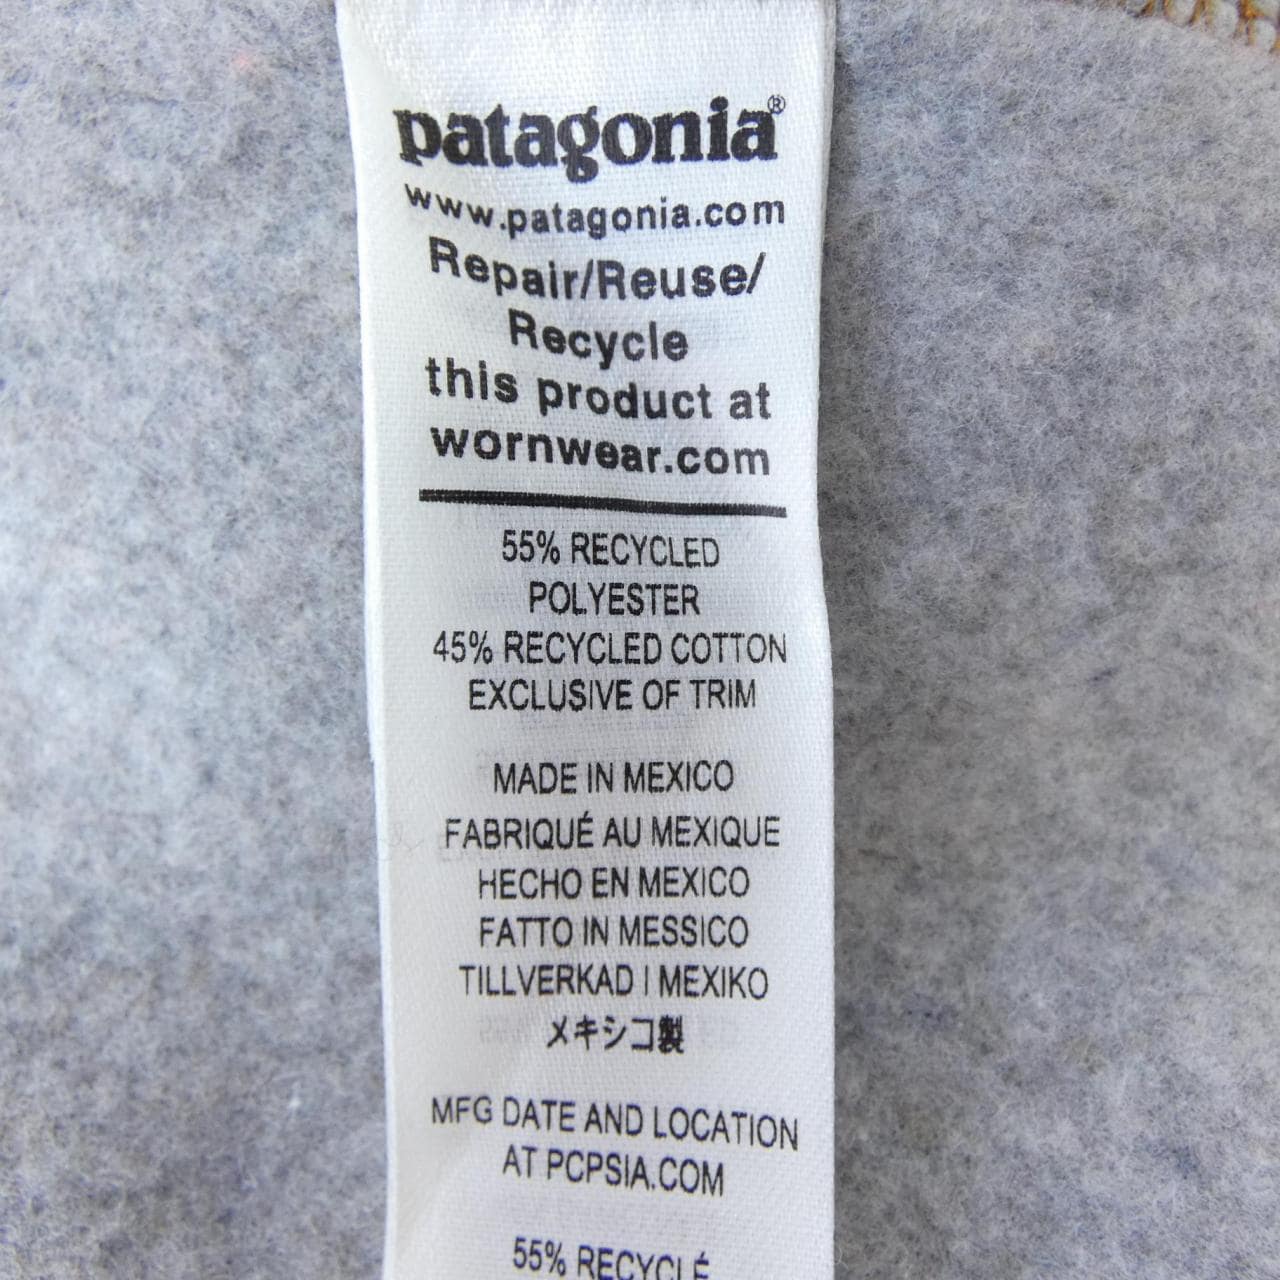 patagonia®
www.patagonia.com
Repair/Reuse/
Recycle
this product at
wornwear.com
55% RECYCLED
POLYESTER
45% RECYCLED COTTON
EXCLUSIVE OF TRIM
MADE IN MEXICO
FABRIQUÉ AU MEXIQUE
HECHO EN MEXICO
FATTO IN MESSICO
TILLVERKAD I MEXIKO
メキシコ製
MFG DATE AND LOCATION
AT PCPSIA.COM
55% RECYCLÉ